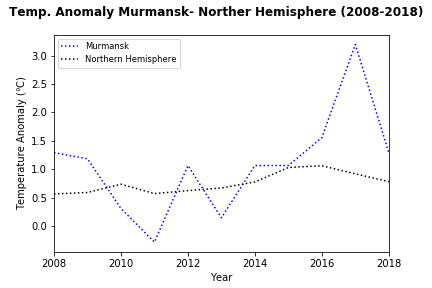 Temp. Anomaly Murmansk- Norther Hemisphere (2008-2018)
Murmansk
Northern Hemisphere
Temperature Anomaly (°C)
3.0
2.5
2.0
1.5
1.0
0.5
0.0
2008 2010 2012 2014 2016 2018
Year